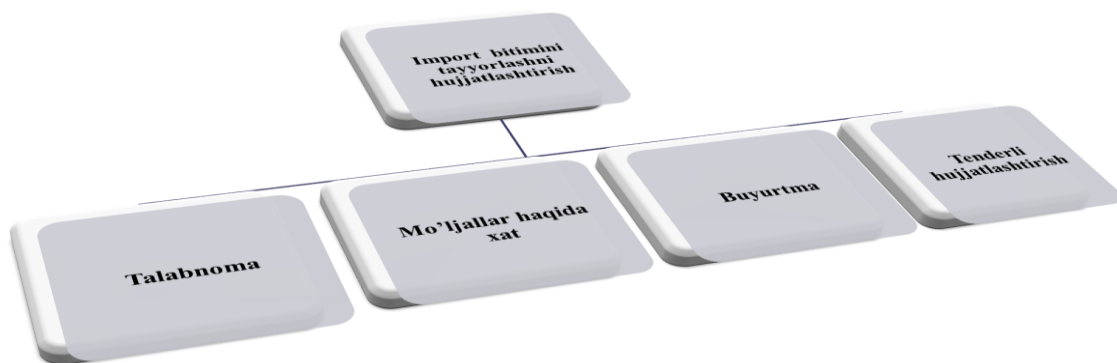 Import bitimini
tayyorlashni
hujjatlashtirish
Talabnoma
Mo’ljallar haqida
xat
Buyurtma
Tenderli
hujjatlashtirish